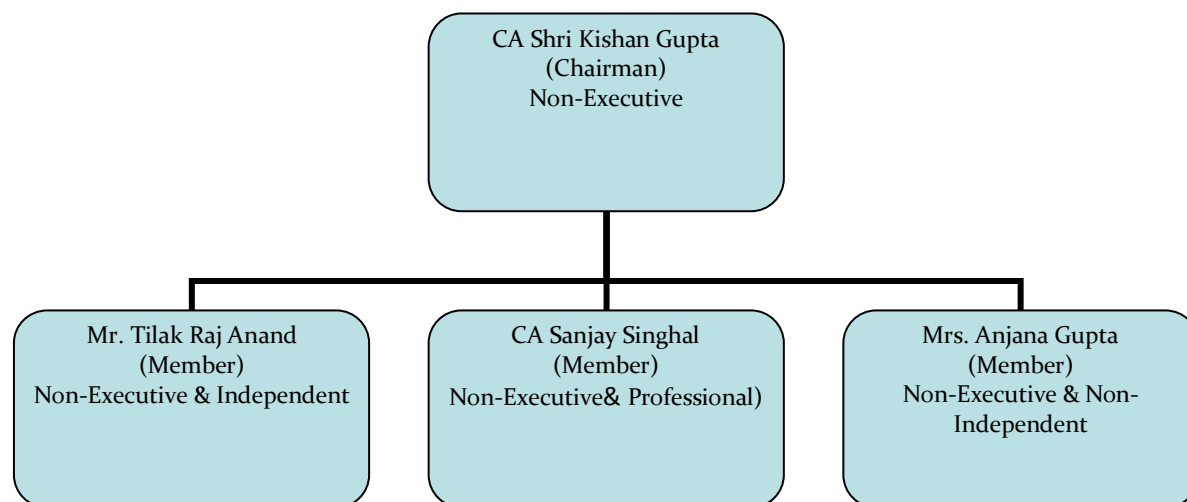 CA Shri Kishan Gupta
(Chairman)
Non-Executive
Mr. Tilak Raj Anand
(Member)
Non-Executive & Independent
CA Sanjay Singhal
(Member)
Non-Executive& Professional)
Mrs. Anjana Gupta
(Member)
Non-Executive & Non-
Independent